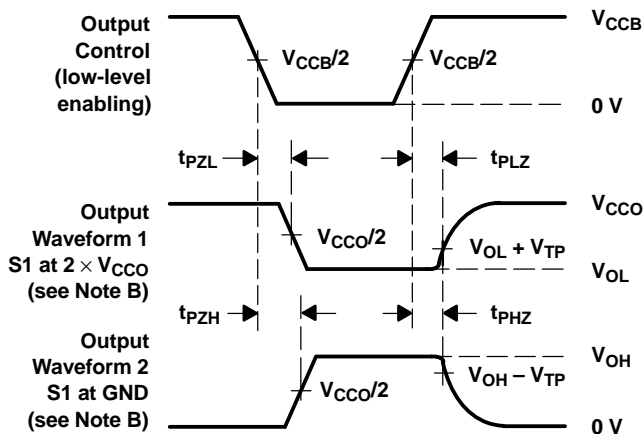 Output
Control
(low-level
enabling)
V_CCB/2
V_CCB/2
V_CCB
0 V
t_PZL
t_PLZ
Output
Waveform 1
S1 at 2 × V_CCO
(see Note B)
V_CCO/2
V_CCO
V_OL + V_TP
V_OL
t_PZH
t_PHZ
Output
Waveform 2
S1 at GND
(see Note B)
V_CCO/2
V_OH
V_OH − V_TP
0 V